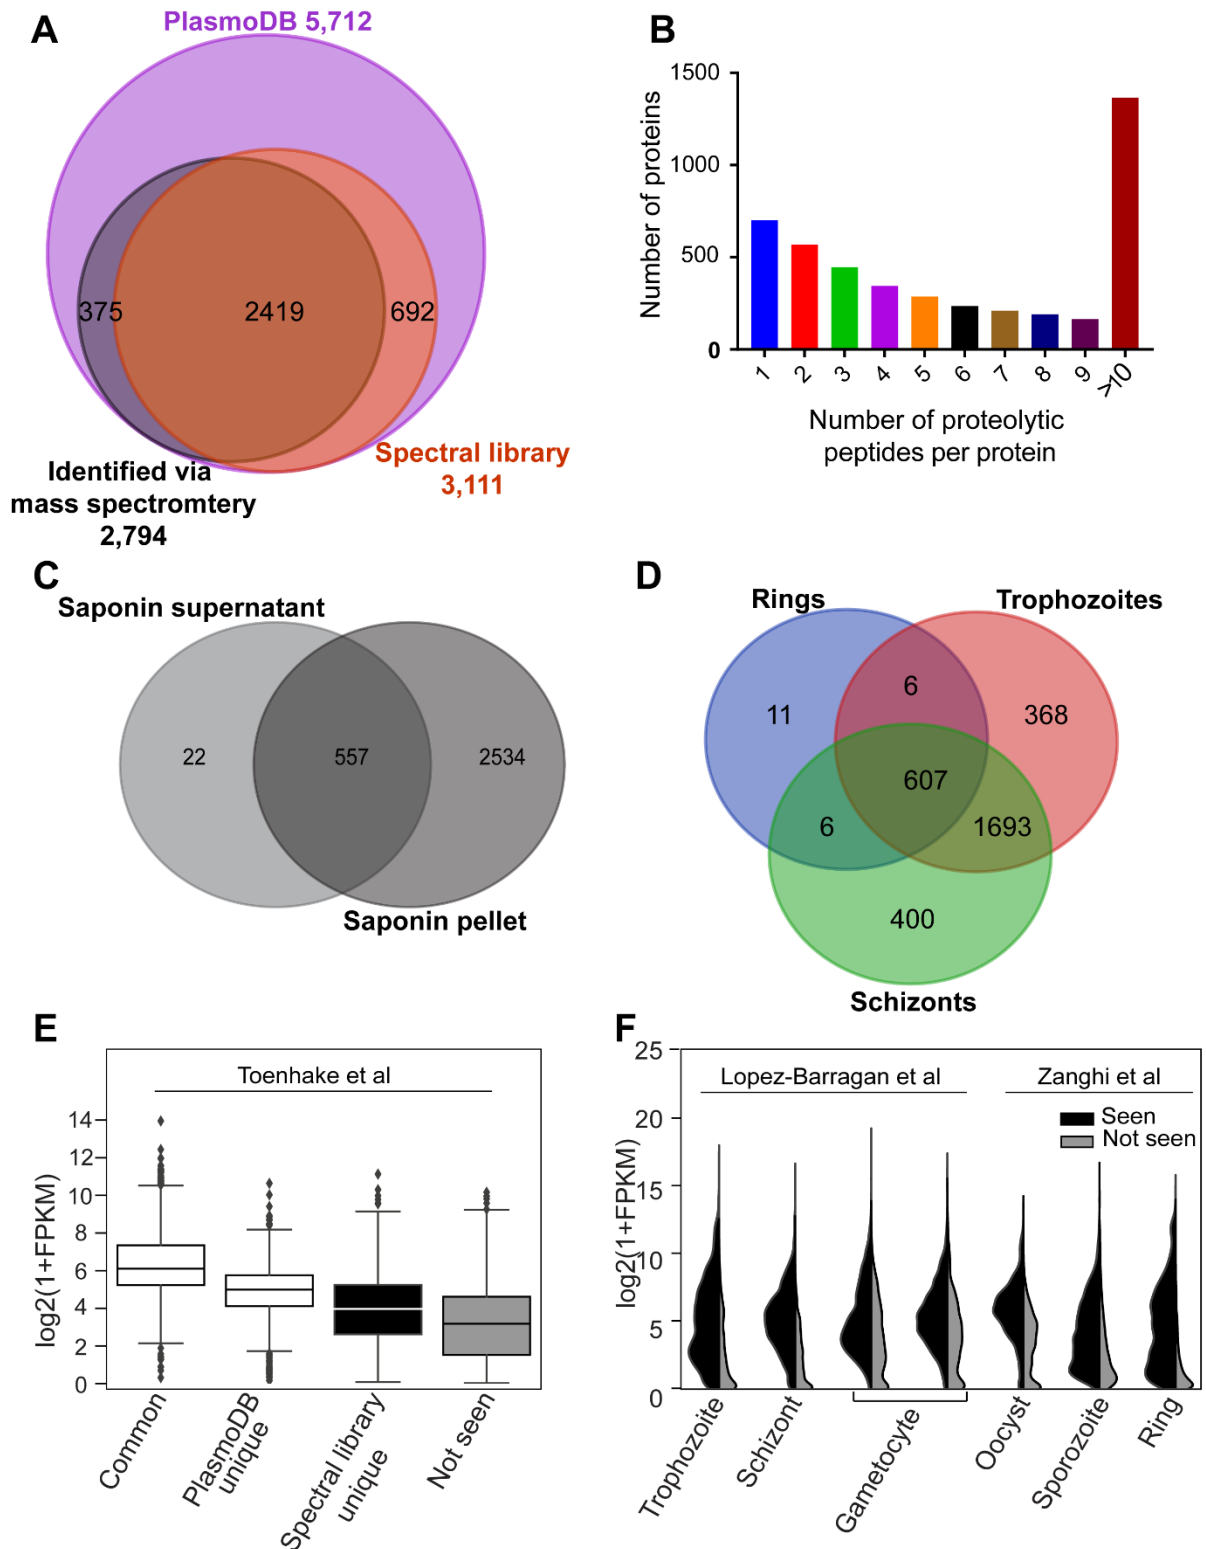 A
PlasmoDB 5,712
375
2419
692
Identified via
mass spectromtery
2,794
Spectral library
3,111
B
Number of proteins
1500
1000
500
0
1
2
3
4
5
6
7
8
9
>10
Number of proteolytic
peptides per protein
C
Saponin supernatant
22
557
2534
Saponin pellet
D
Rings
Trophozoites
11
6
368
607
6
1693
400
Schizonts
E
Toenhake et al
log2(1+FPKM)
14
12
10
8
6
4
2
0
Common
PlasmoDB
unique
Spectral library
unique
Not seen
F
Lopez-Barragan et al
Zanghi et al
Seen
Not seen
log2(1+FPKM)
25
20
15
10
5
0
Trophozoite
Schizont
Gametocyte
Oocyst
Sporozoite
Ring